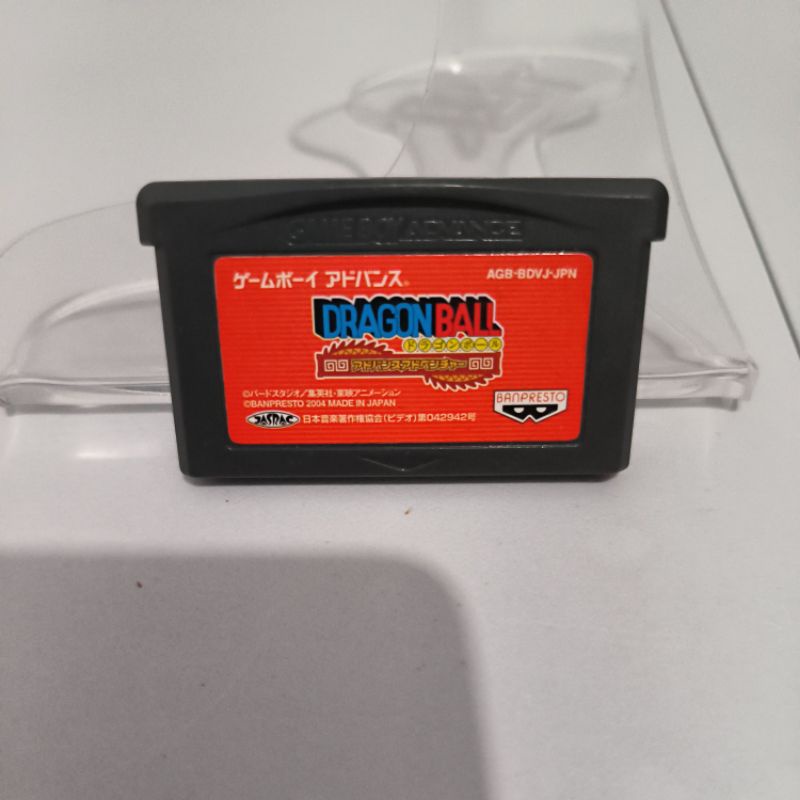 GAME BOY ADVANCE
ゲームボーイ アドバンス®
AGB-BDVJ-JPN
DRAGON BALL
ドラゴンボール
アドバンスアドベンチャー
©バードスタジオ/集英社・東映アニメーション
©BANPRESTO 2004 MADE IN JAPAN
JASRAC 日本音楽著作権協会(ビデオ)第042942号
BANPRESTO